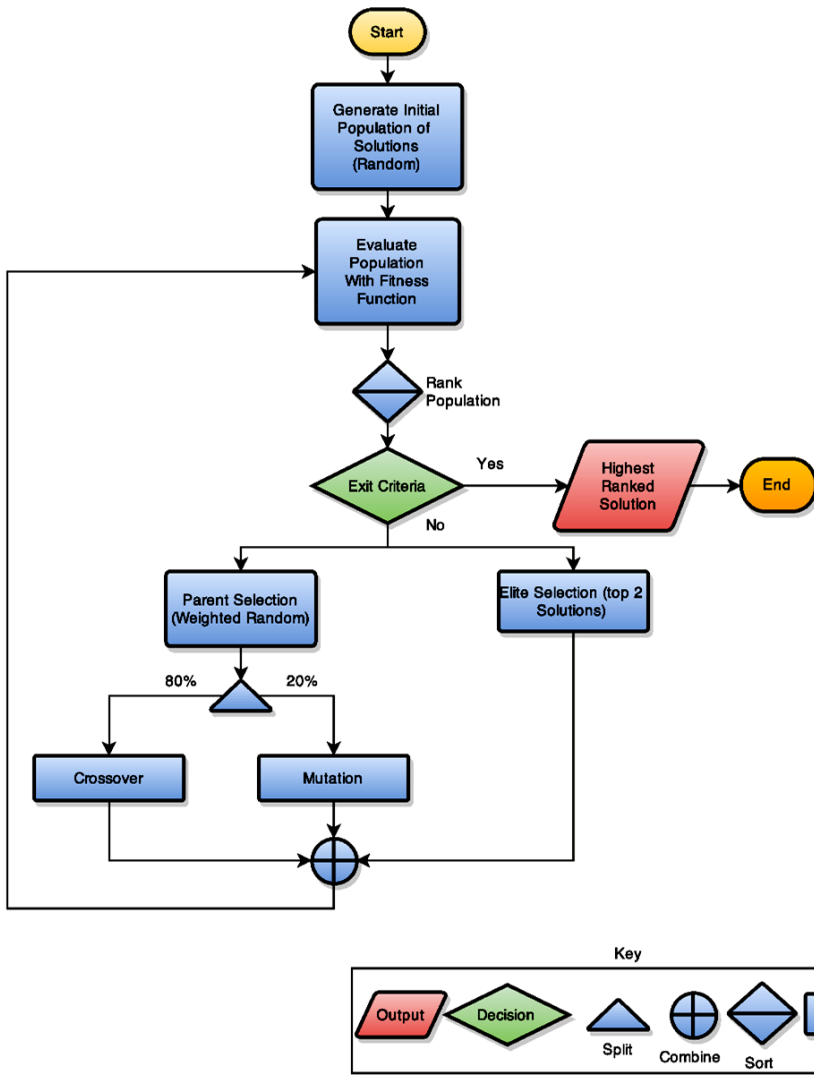 Start
Generate Initial
Population of
Solutions
(Random)
Evaluate
Population
With Fitness
Function
Rank
Population
Exit Criteria
Yes
Highest
Ranked
Solution
End
No
Parent Selection
(Weighted Random)
Elite Selection (top 2
Solutions)
80%
20%
Crossover
Mutation
Key
Output
Decision
Split
Combine
Sort